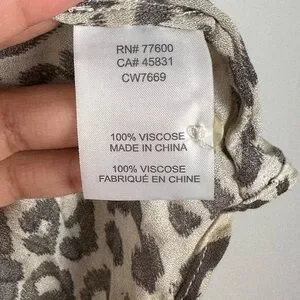 RN# 77600
CA# 45831
CW7669
100% VISCOSE
MADE IN CHINA
100% VISCOSE
FABRIQUÉ EN CHINE